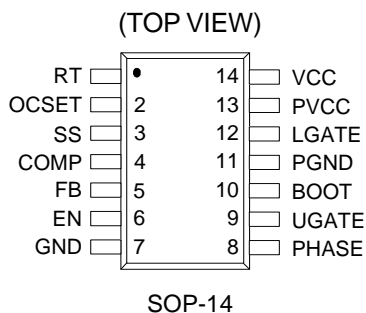 (TOP VIEW)
RT 14 VCC
OCSET 2 13 PVCC
SS 3 12 LGATE
COMP 4 11 PGND
FB 5 10 BOOT
EN 6 9 UGATE
GND 7 8 PHASE
SOP-14